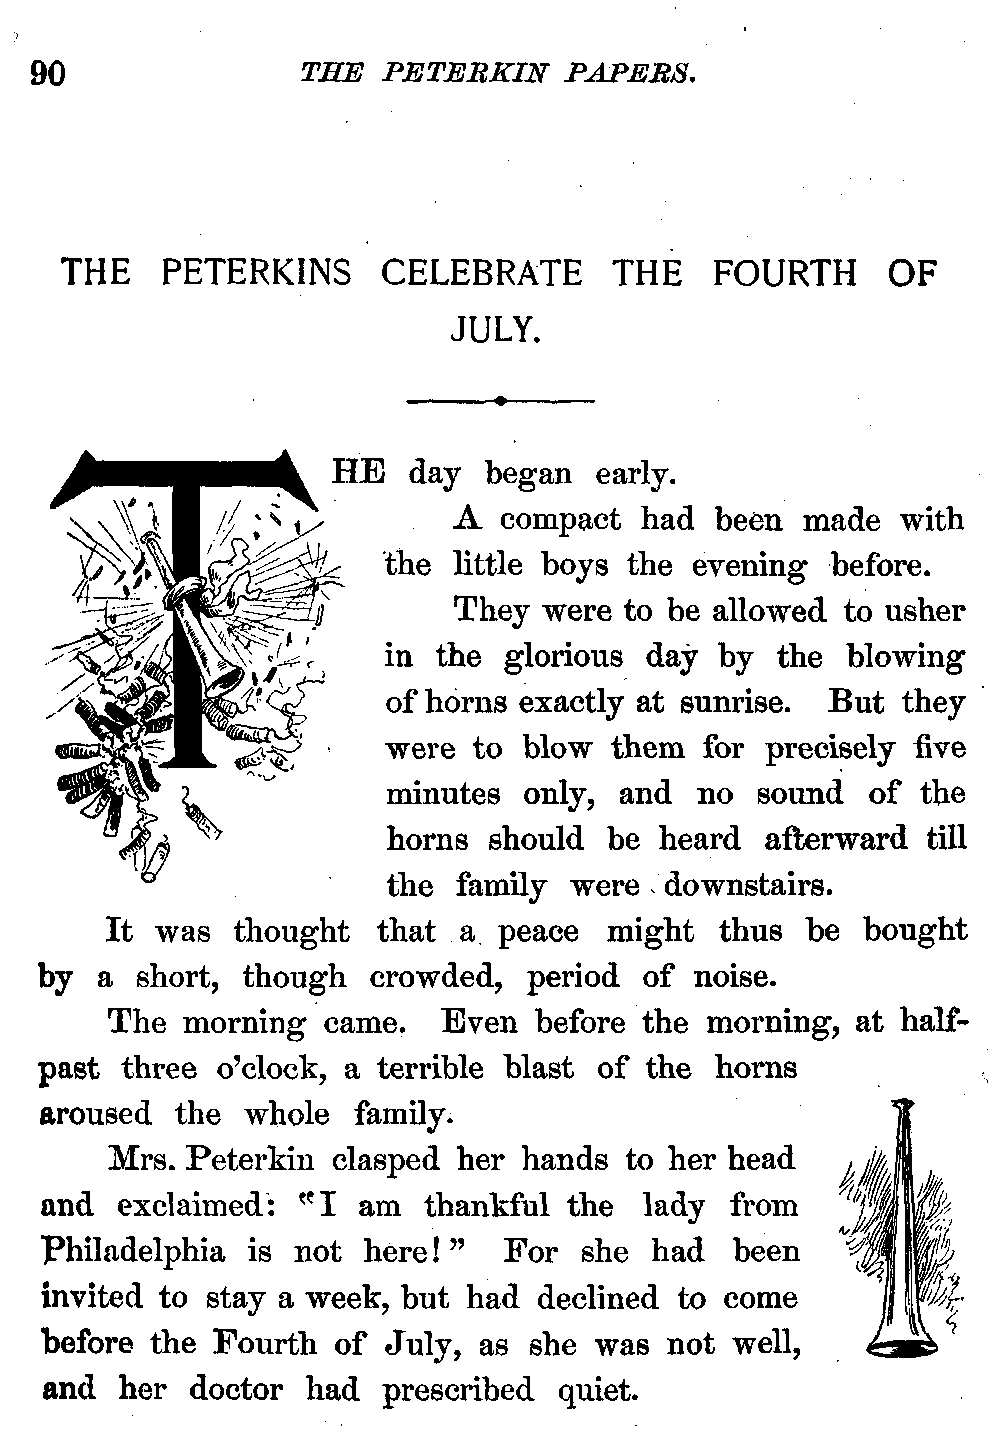 90 THE PETERKIN PAPERS.
THE PETERKINS CELEBRATE THE FOURTH OF
JULY.
THE day began early.
A compact had been made with
the little boys the evening before.
They were to be allowed to usher
in the glorious day by the blowing
of horns exactly at sunrise. But they
were to blow them for precisely five
minutes only, and no sound of the
horns should be heard afterward till
the family were downstairs.
It was thought that a peace might thus be bought
by a short, though crowded, period of noise.
The morning came. Even before the morning, at half-
past three o’clock, a terrible blast of the horns
aroused the whole family.
Mrs. Peterkin clasped her hands to her head
and exclaimed: “I am thankful the lady from
Philadelphia is not here!” For she had been
invited to stay a week, but had declined to come
before the Fourth of July, as she was not well,
and her doctor had prescribed quiet.